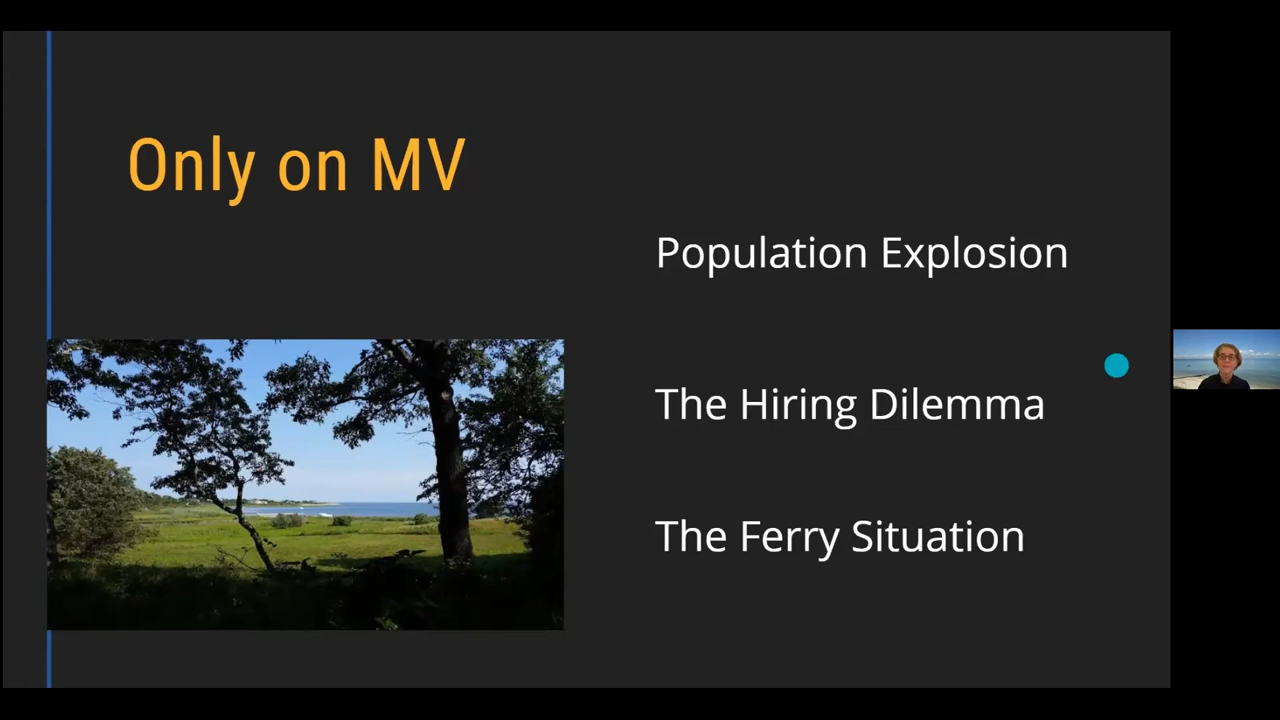 Only on MV
Population Explosion
The Hiring Dilemma
The Ferry Situation